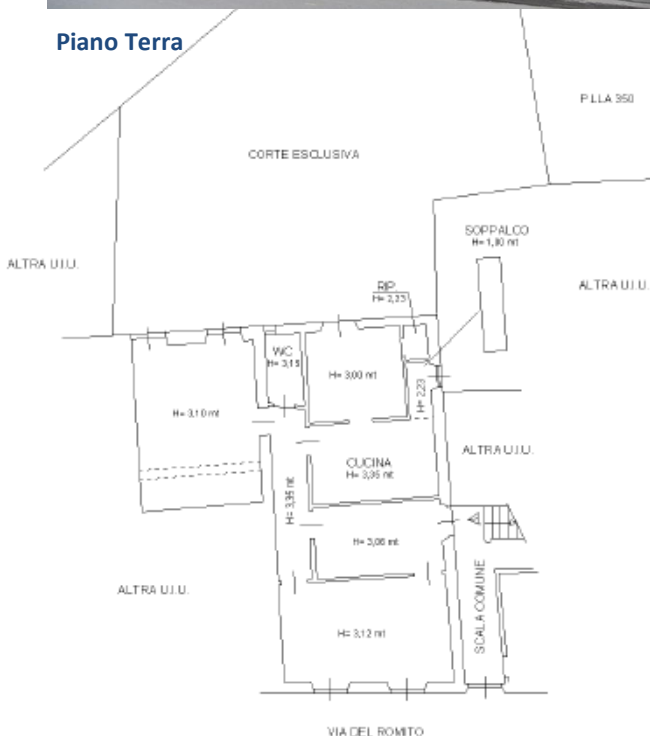 Piano Terra
P.LLA 350
CORTE ESCLUSIVA
SOPPALCO
H= 1,90 mt
ALTRA U.I.U.
ALTRA U.I.U.
RIP.
H= 2,23
WC
H= 3,15
H= 3,00 mt
H= 2,23
H= 3,10 mt
CUCINA
H= 3,35 mt
ALTRA U.I.U.
H= 3,35 mt
H= 3,06 mt
ALTRA U.I.U.
SCALA COMUNE
H= 3,12 mt
VIA DEL ROMITO